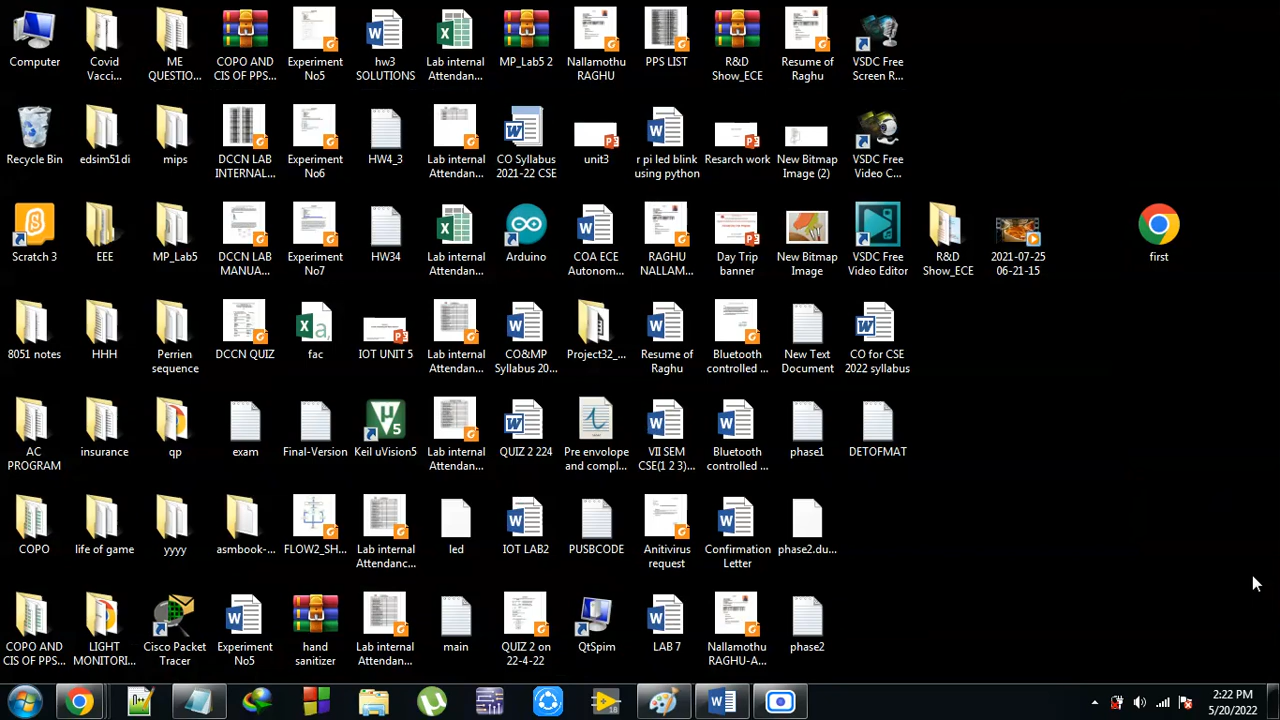 Computer
ME
QUESTIO...
COPO AND
CIS OF PPS...
Experiment
No5
hw3
SOLUTIONS
Lab internal
Attendan...
MP_Lab5 2
Nallamothu
RAGHU
PPS LIST
R&D
Show_ECE
Resume of
Raghu
VSDC Free
Screen R...
Recycle Bin
edsim51di
mips
DCCN LAB
INTERNAL...
Experiment
No6
HW4_3
Lab internal
Attendan...
CO Syllabus
2021-22 CSE
unit3
r pi led blink
using python
Resarch work
New Bitmap
Image (2)
VSDC Free
Video C...
Scratch 3
EEE
MP_Lab5
DCCN LAB
MANUA...
Experiment
No7
HW34
Lab internal
Attendan...
Arduino
COA ECE
Autonom...
RAGHU
NALLAM...
Day Trip
banner
New Bitmap
Image
VSDC Free
Video Editor
R&D
Show_ECE
2021-07-25
06-21-15
first
8051 notes
HHH
Perrien
sequence
DCCN QUIZ
fac
IOT UNIT 5
Lab internal
Attendan...
CO&MP
Syllabus 20...
Project32_...
Resume of
Raghu
Bluetooth
controlled ...
New Text
Document
CO for CSE
2022 syllabus
AC
PROGRAM
insurance
qp
exam
Final-Version
Keil uVision5
Lab internal
Attendan...
QUIZ 2 224
Pre envolope
and compl...
VII SEM
CSE(1 2 3)...
Bluetooth
controlled ...
phase1
DETOFMAT
COPO
life of game
yyyy
FLOW2_SH...
Lab internal
Attendanc...
led
IOT LAB2
PUSBCODE
Anitivirus
request
Confirmation
Letter
phase2.du...
COPO AND
CIS OF PPS...
LIGHT
MONITORI...
Cisco Packet
Tracer
Experiment
No5
hand
sanitizer
Lab internal
Attendan...
main
QUIZ 2 on
22-4-22
QtSpim
LAB 7
Nallamothu
RAGHU-A...
phase2
2:22 PM
5/20/2022